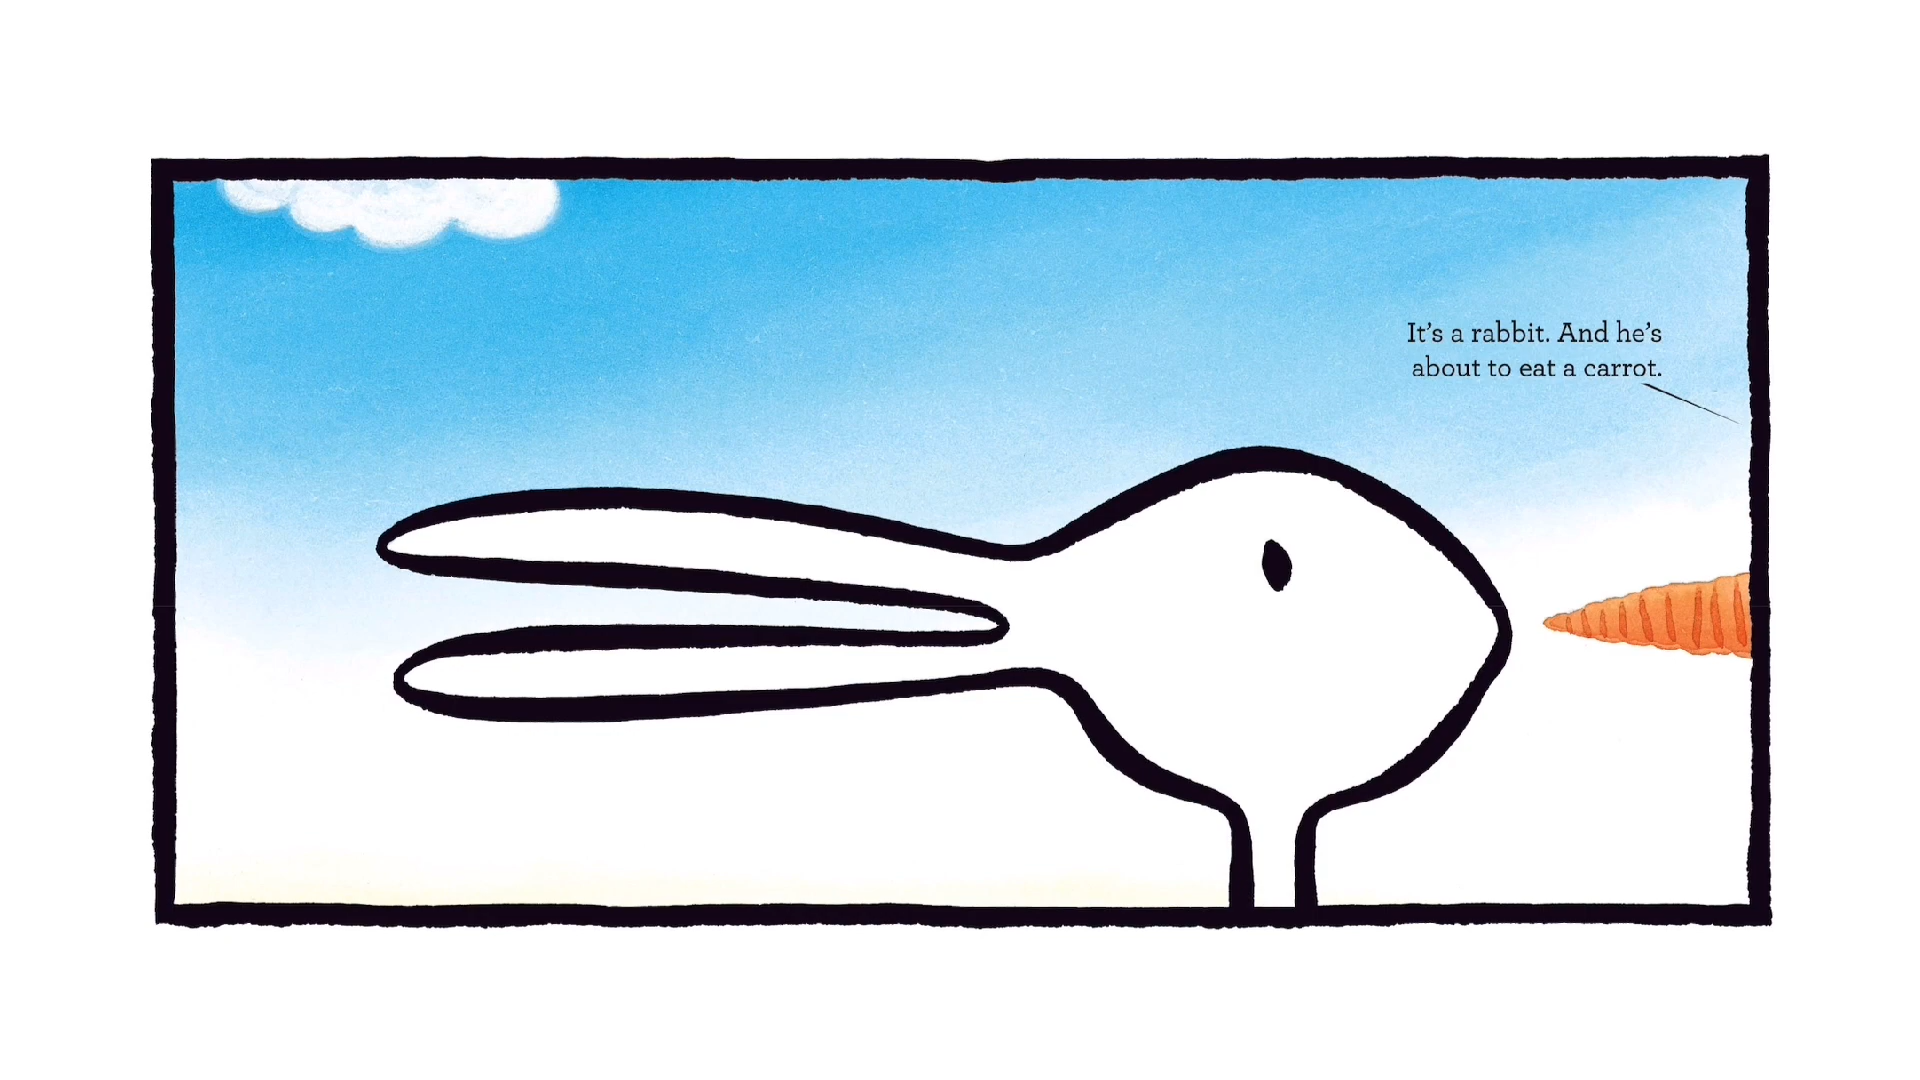 It’s a rabbit. And he’s
about to eat a carrot.